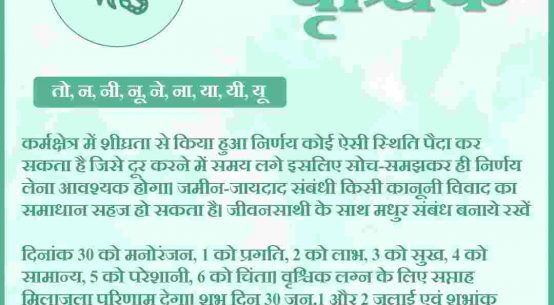 वृश्चिक
तो, न, नी, नू, ने, ना, या, यी, यू
कर्मक्षेत्र में शीघ्रता से किया हुआ निर्णय कोई ऐसी स्थिति पैदा कर
सकता है जिसे दूर करने में समय लगे इसलिए सोच-समझकर ही निर्णय
लेना आवश्यक होगा। जमीन-जायदाद संबंधी किसी कानूनी विवाद का
समाधान सहज हो सकता है। जीवनसाथी के साथ मधुर संबंध बनाये रखें
दिनांक 30 को मनोरंजन, 1 को प्रगति, 2 को लाभ, 3 को सुख, 4 को
सामान्य, 5 को परेशानी, 6 को चिंता। वृश्चिक लग्न के लिए सप्ताह
मिलाजुला परिणाम देगा। शुभ दिन 30 जून,1 और 2 जुलाई एवं शुभांक